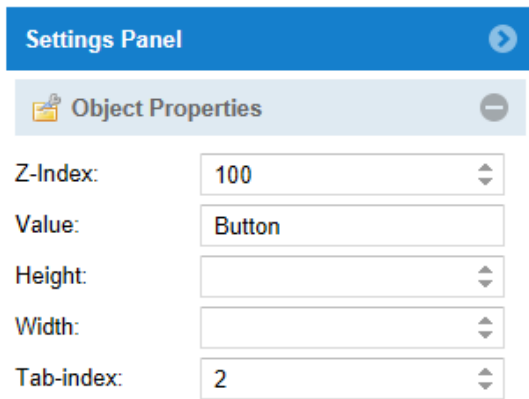 Settings Panel
Object Properties
Z-Index: 100
Value: Button
Height:
Width:
Tab-index: 2